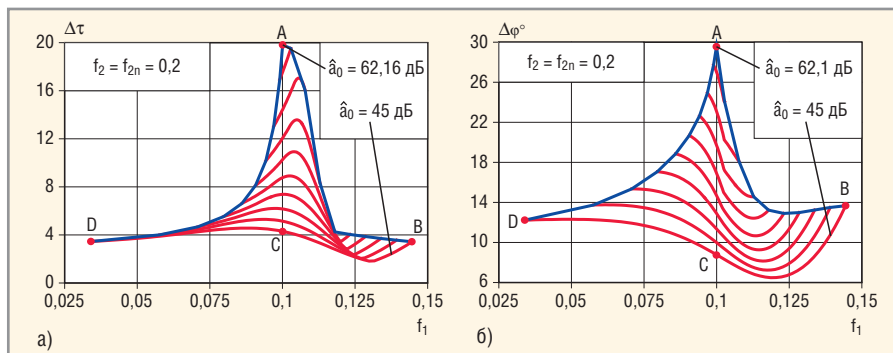 Δτ
20
16
12
8
4
0
f₂ = f₂ₙ = 0,2
A
â₀ = 62,16 дБ
â₀ = 45 дБ
D
C
B
0,025
0,05
0,075
0,1
0,125
0,15
f₁
а)
Δφ°
30
26
22
18
14
10
6
f₂ = f₂ₙ = 0,2
A
â₀ = 62,1 дБ
â₀ = 45 дБ
D
C
B
0,025
0,05
0,075
0,1
0,125
0,15
f₁
б)